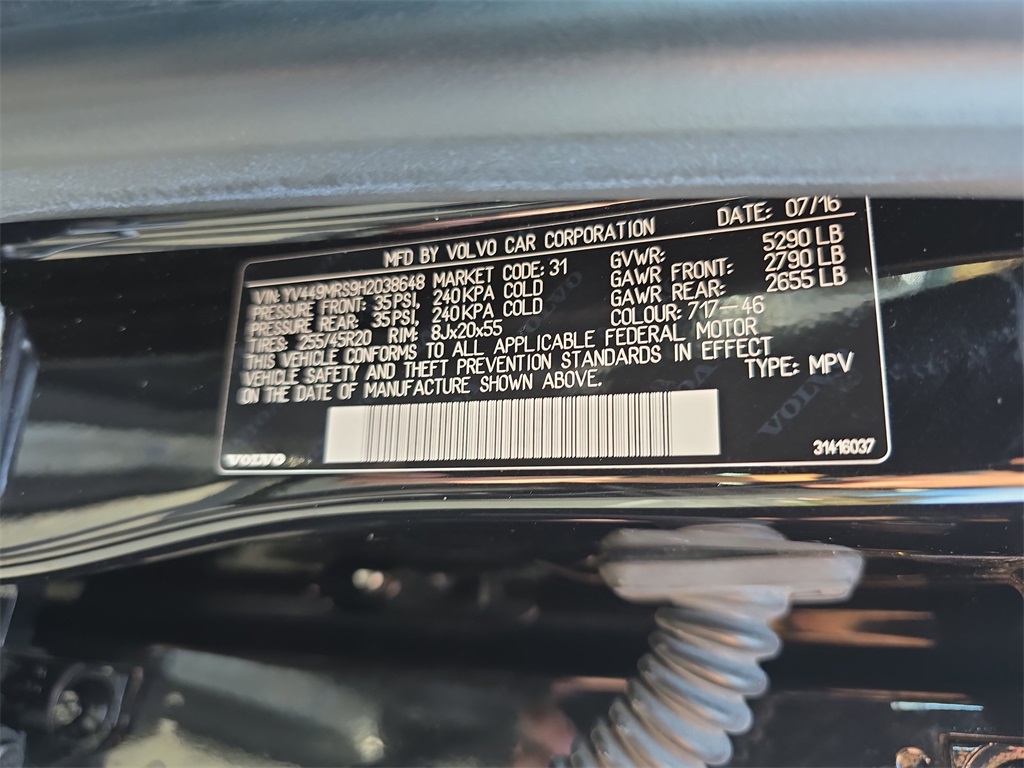 MFD BY VOLVO CAR CORPORATION DATE: 07/16
VIN: YV449MRS9H2038648 MARKET CODE: 31 GVWR: 5290 LB
PRESSURE FRONT: 35PSI, 240KPA COLD GAWR FRONT: 2790 LB
PRESSURE REAR: 35PSI, 240KPA COLD GAWR REAR: 2655 LB
TIRES: 255/45R20 RIM: 8Jx20x55 COLOUR: 717-46
THIS VEHICLE CONFORMS TO ALL APPLICABLE FEDERAL MOTOR
VEHICLE SAFETY AND THEFT PREVENTION STANDARDS IN EFFECT
ON THE DATE OF MANUFACTURE SHOWN ABOVE. TYPE: MPV
VOLVO 31416037
VOLVO
VOLVO